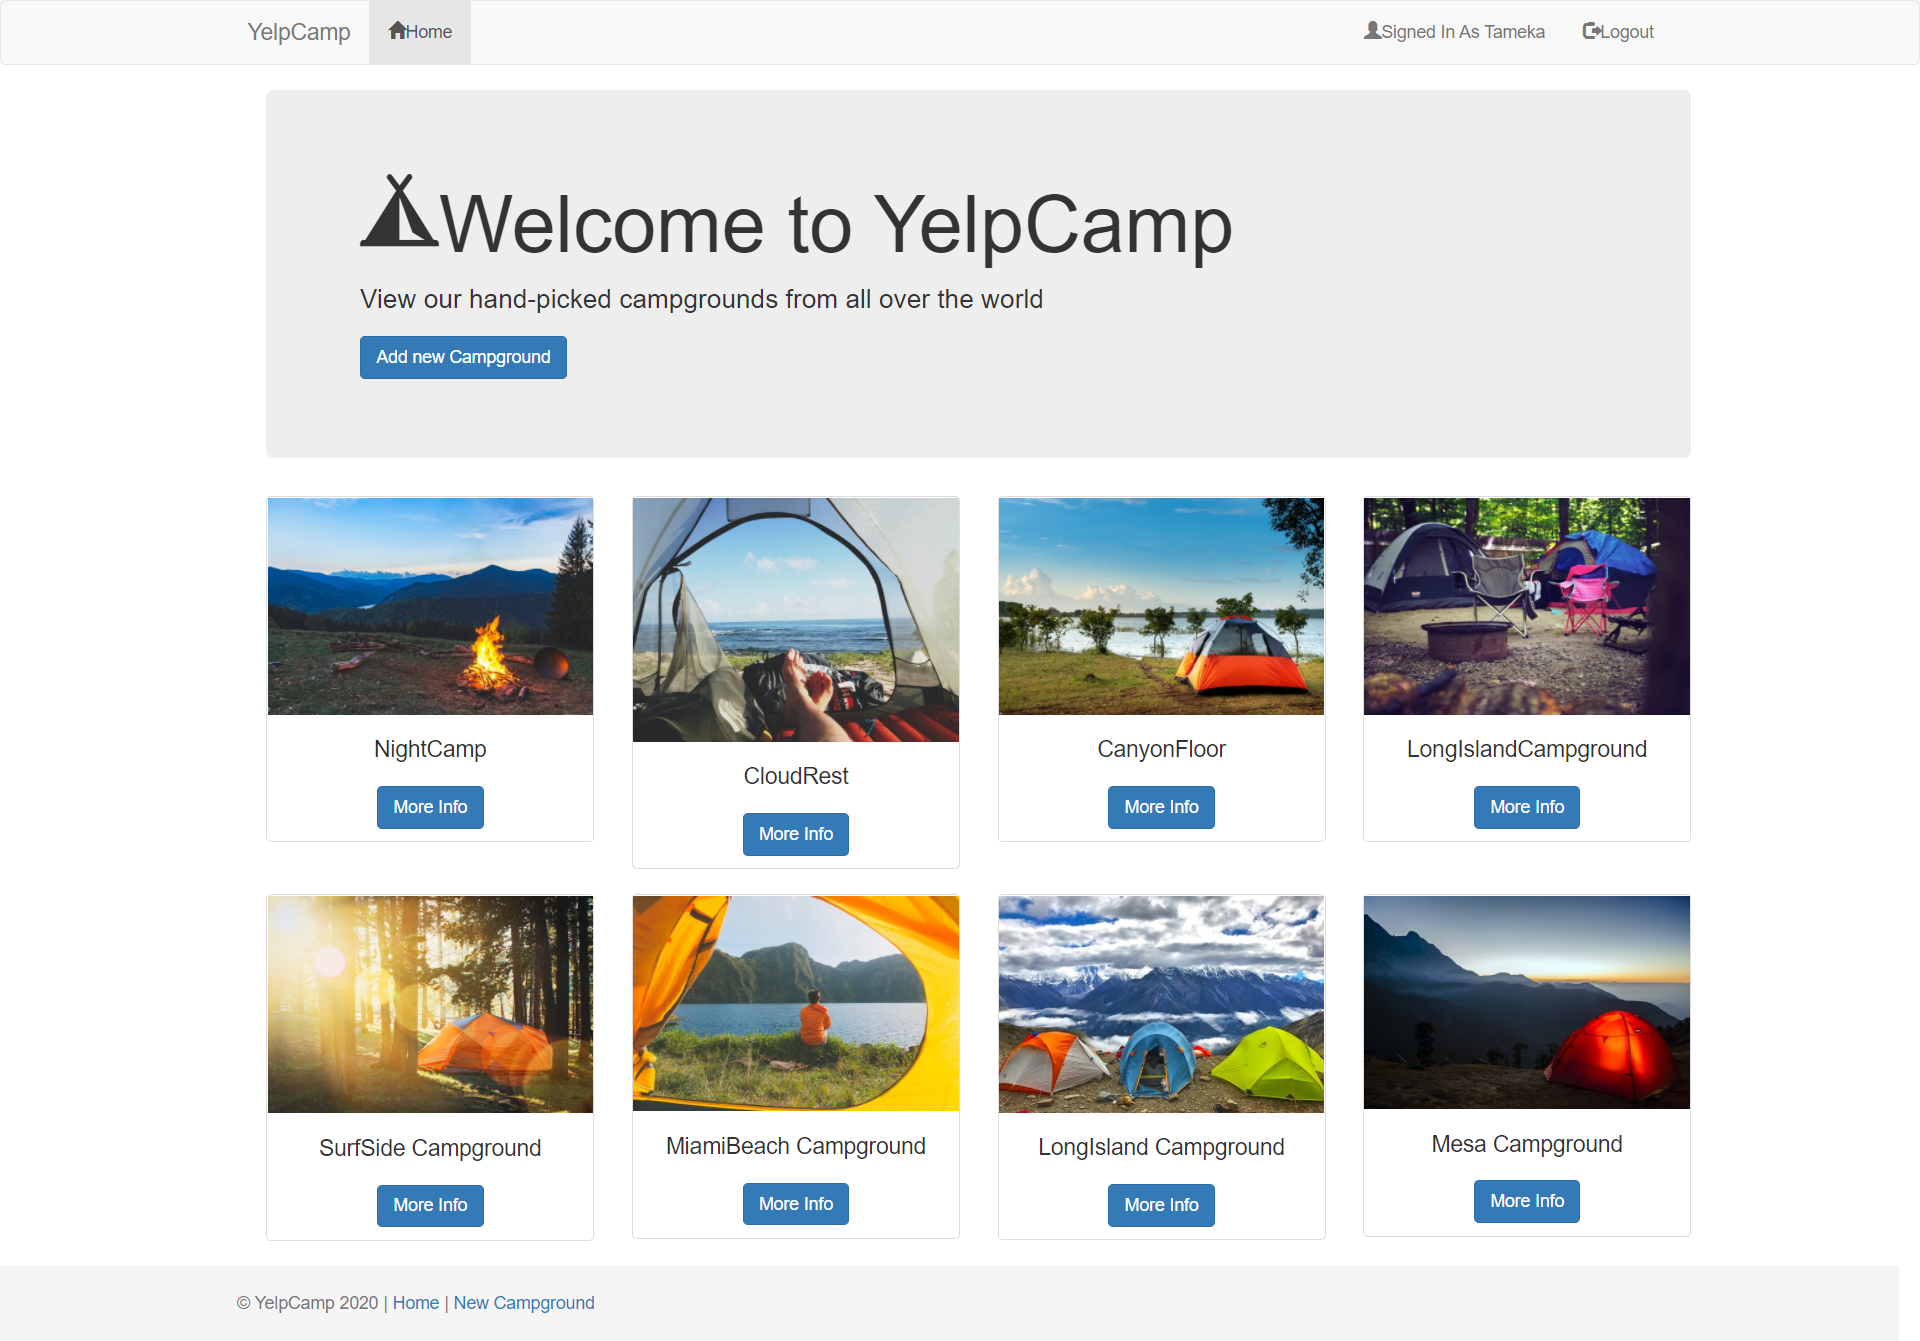 YelpCamp Home Signed In As Tameka Logout
Welcome to YelpCamp
View our hand-picked campgrounds from all over the world
Add new Campground
NightCamp
More Info
CloudRest
More Info
CanyonFloor
More Info
LongIslandCampground
More Info
SurfSide Campground
More Info
MiamiBeach Campground
More Info
LongIsland Campground
More Info
Mesa Campground
More Info
© YelpCamp 2020 | Home | New Campground